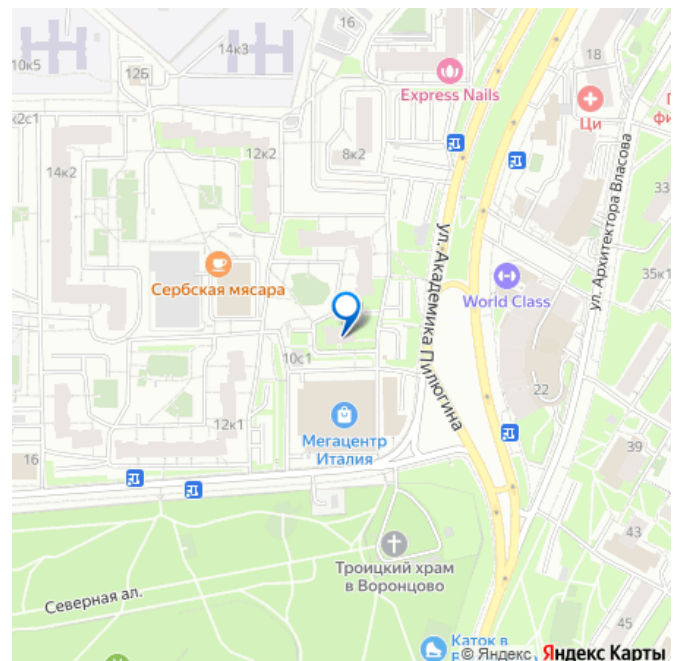 16
14к3
18
10к5
12Б
Express Nails
Ци
к2с1
12к2
8к2
14к2
33
ул. Архитектора Власова
ул. Академика Пилюгина
Сербская мясара
World Class
35к1
10с1
22
12к1
Мегацентр
Италия
16
39
43
Троицкий храм
в Воронцово
Северная ал.
45
Каток в
© Яндекс Яндекс Карты